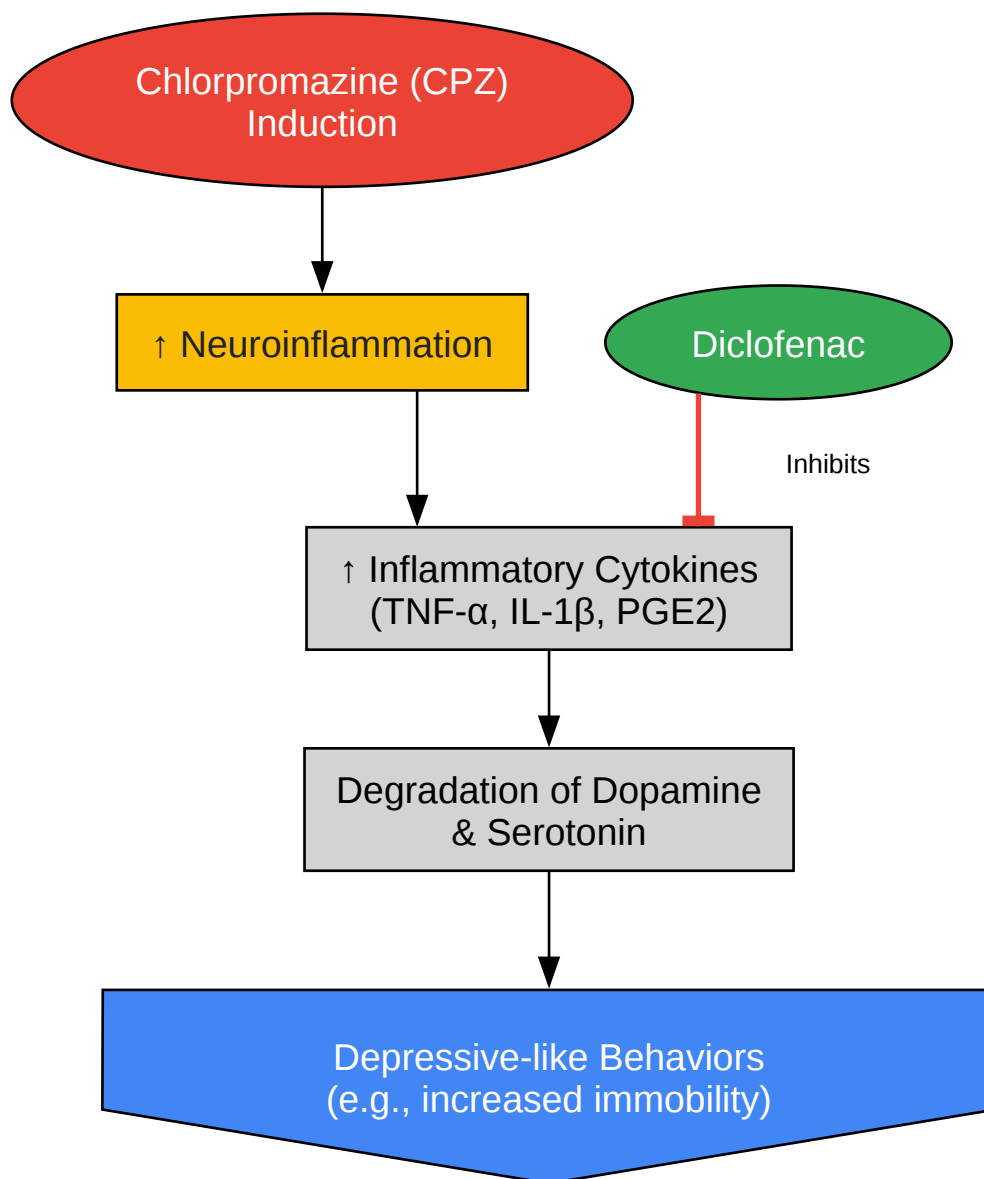 Chlorpromazine (CPZ)
Induction
↑ Neuroinflammation
Diclofenac
Inhibits
↑ Inflammatory Cytokines
(TNF-α, IL-1β, PGE2)
Degradation of Dopamine
& Serotonin
Depressive-like Behaviors
(e.g., increased immobility)